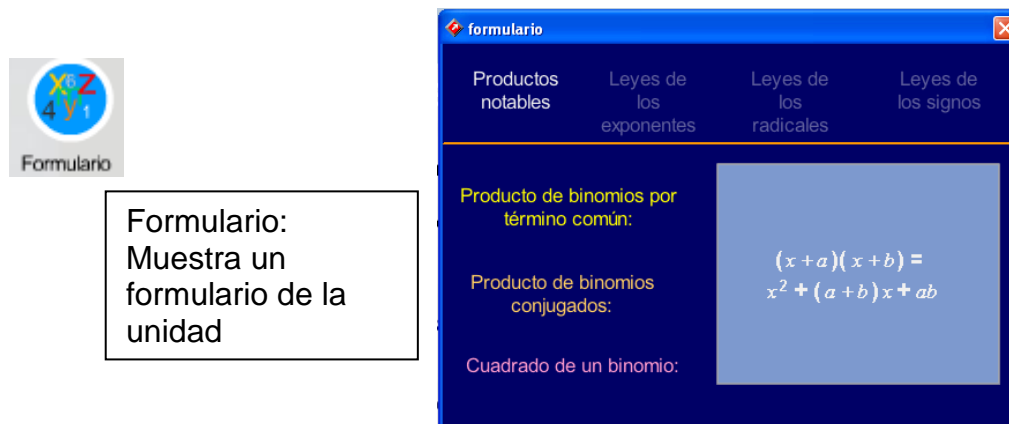 X6Z
4y1
Formulario
Formulario:
Muestra un
formulario de la
unidad
formulario
Productos
notables
Leyes de
los
exponentes
Leyes de
los
radicales
Leyes de
los signos
Producto de binomios por
término común:
Producto de binomios
conjugados:
Cuadrado de un binomio:
(x+a)(x+b) =
x² + (a+b)x + ab